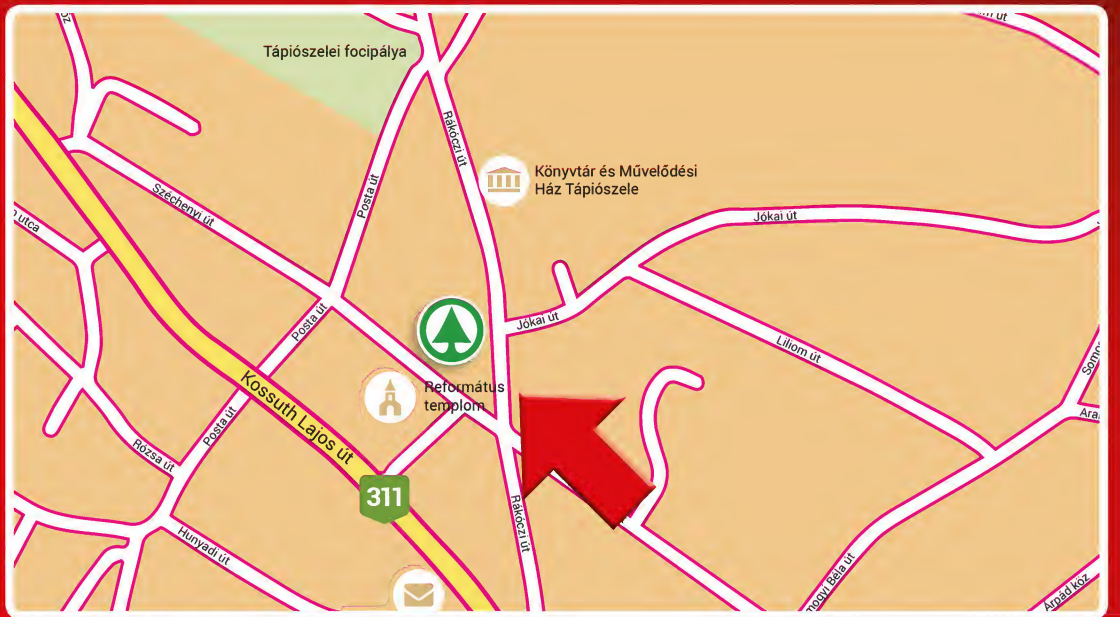 Tápiószelei focipálya
Rákóczi út
Könyvtár és Művelődési
Ház Tápiószele
Posta út
Széchenyi út
utca
Jókai út
Posta út
Jókai út
Liliom út
Református
templom
Kossuth Lajos út
Posta út
Rózsa út
311
Rákóczi út
Hunyadi út
Árpád köz